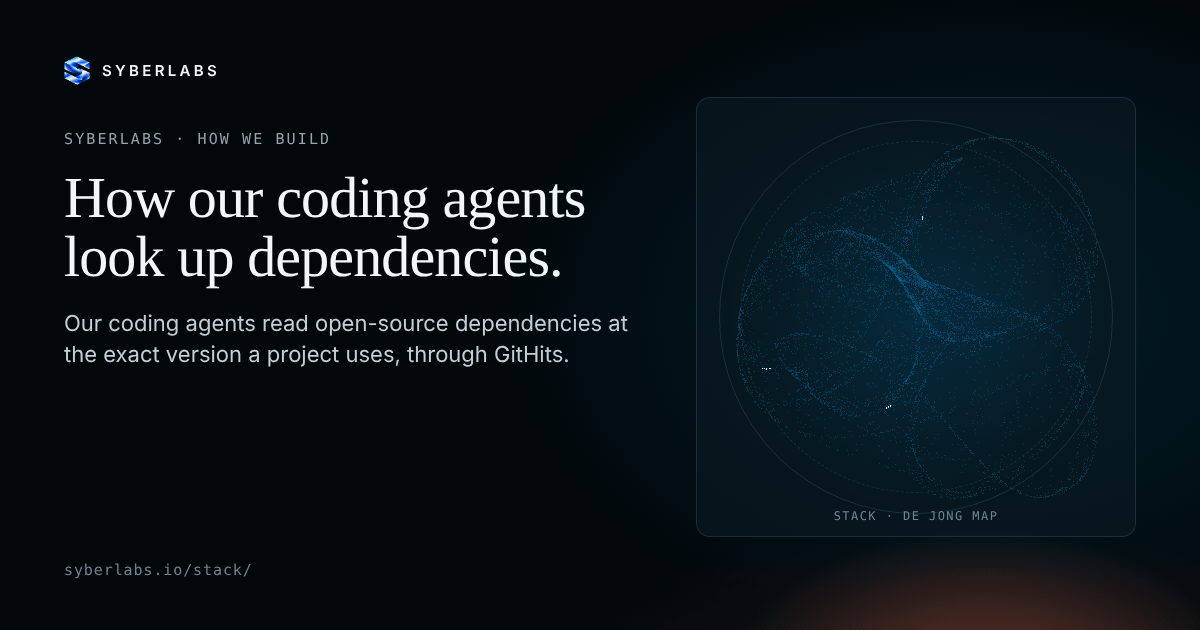 SYBERLABS
SYBERLABS · HOW WE BUILD
How our coding agents
look up dependencies.
Our coding agents read open-source dependencies at
the exact version a project uses, through GitHits.
STACK · DE JONG MAP
syberlabs.io/stack/